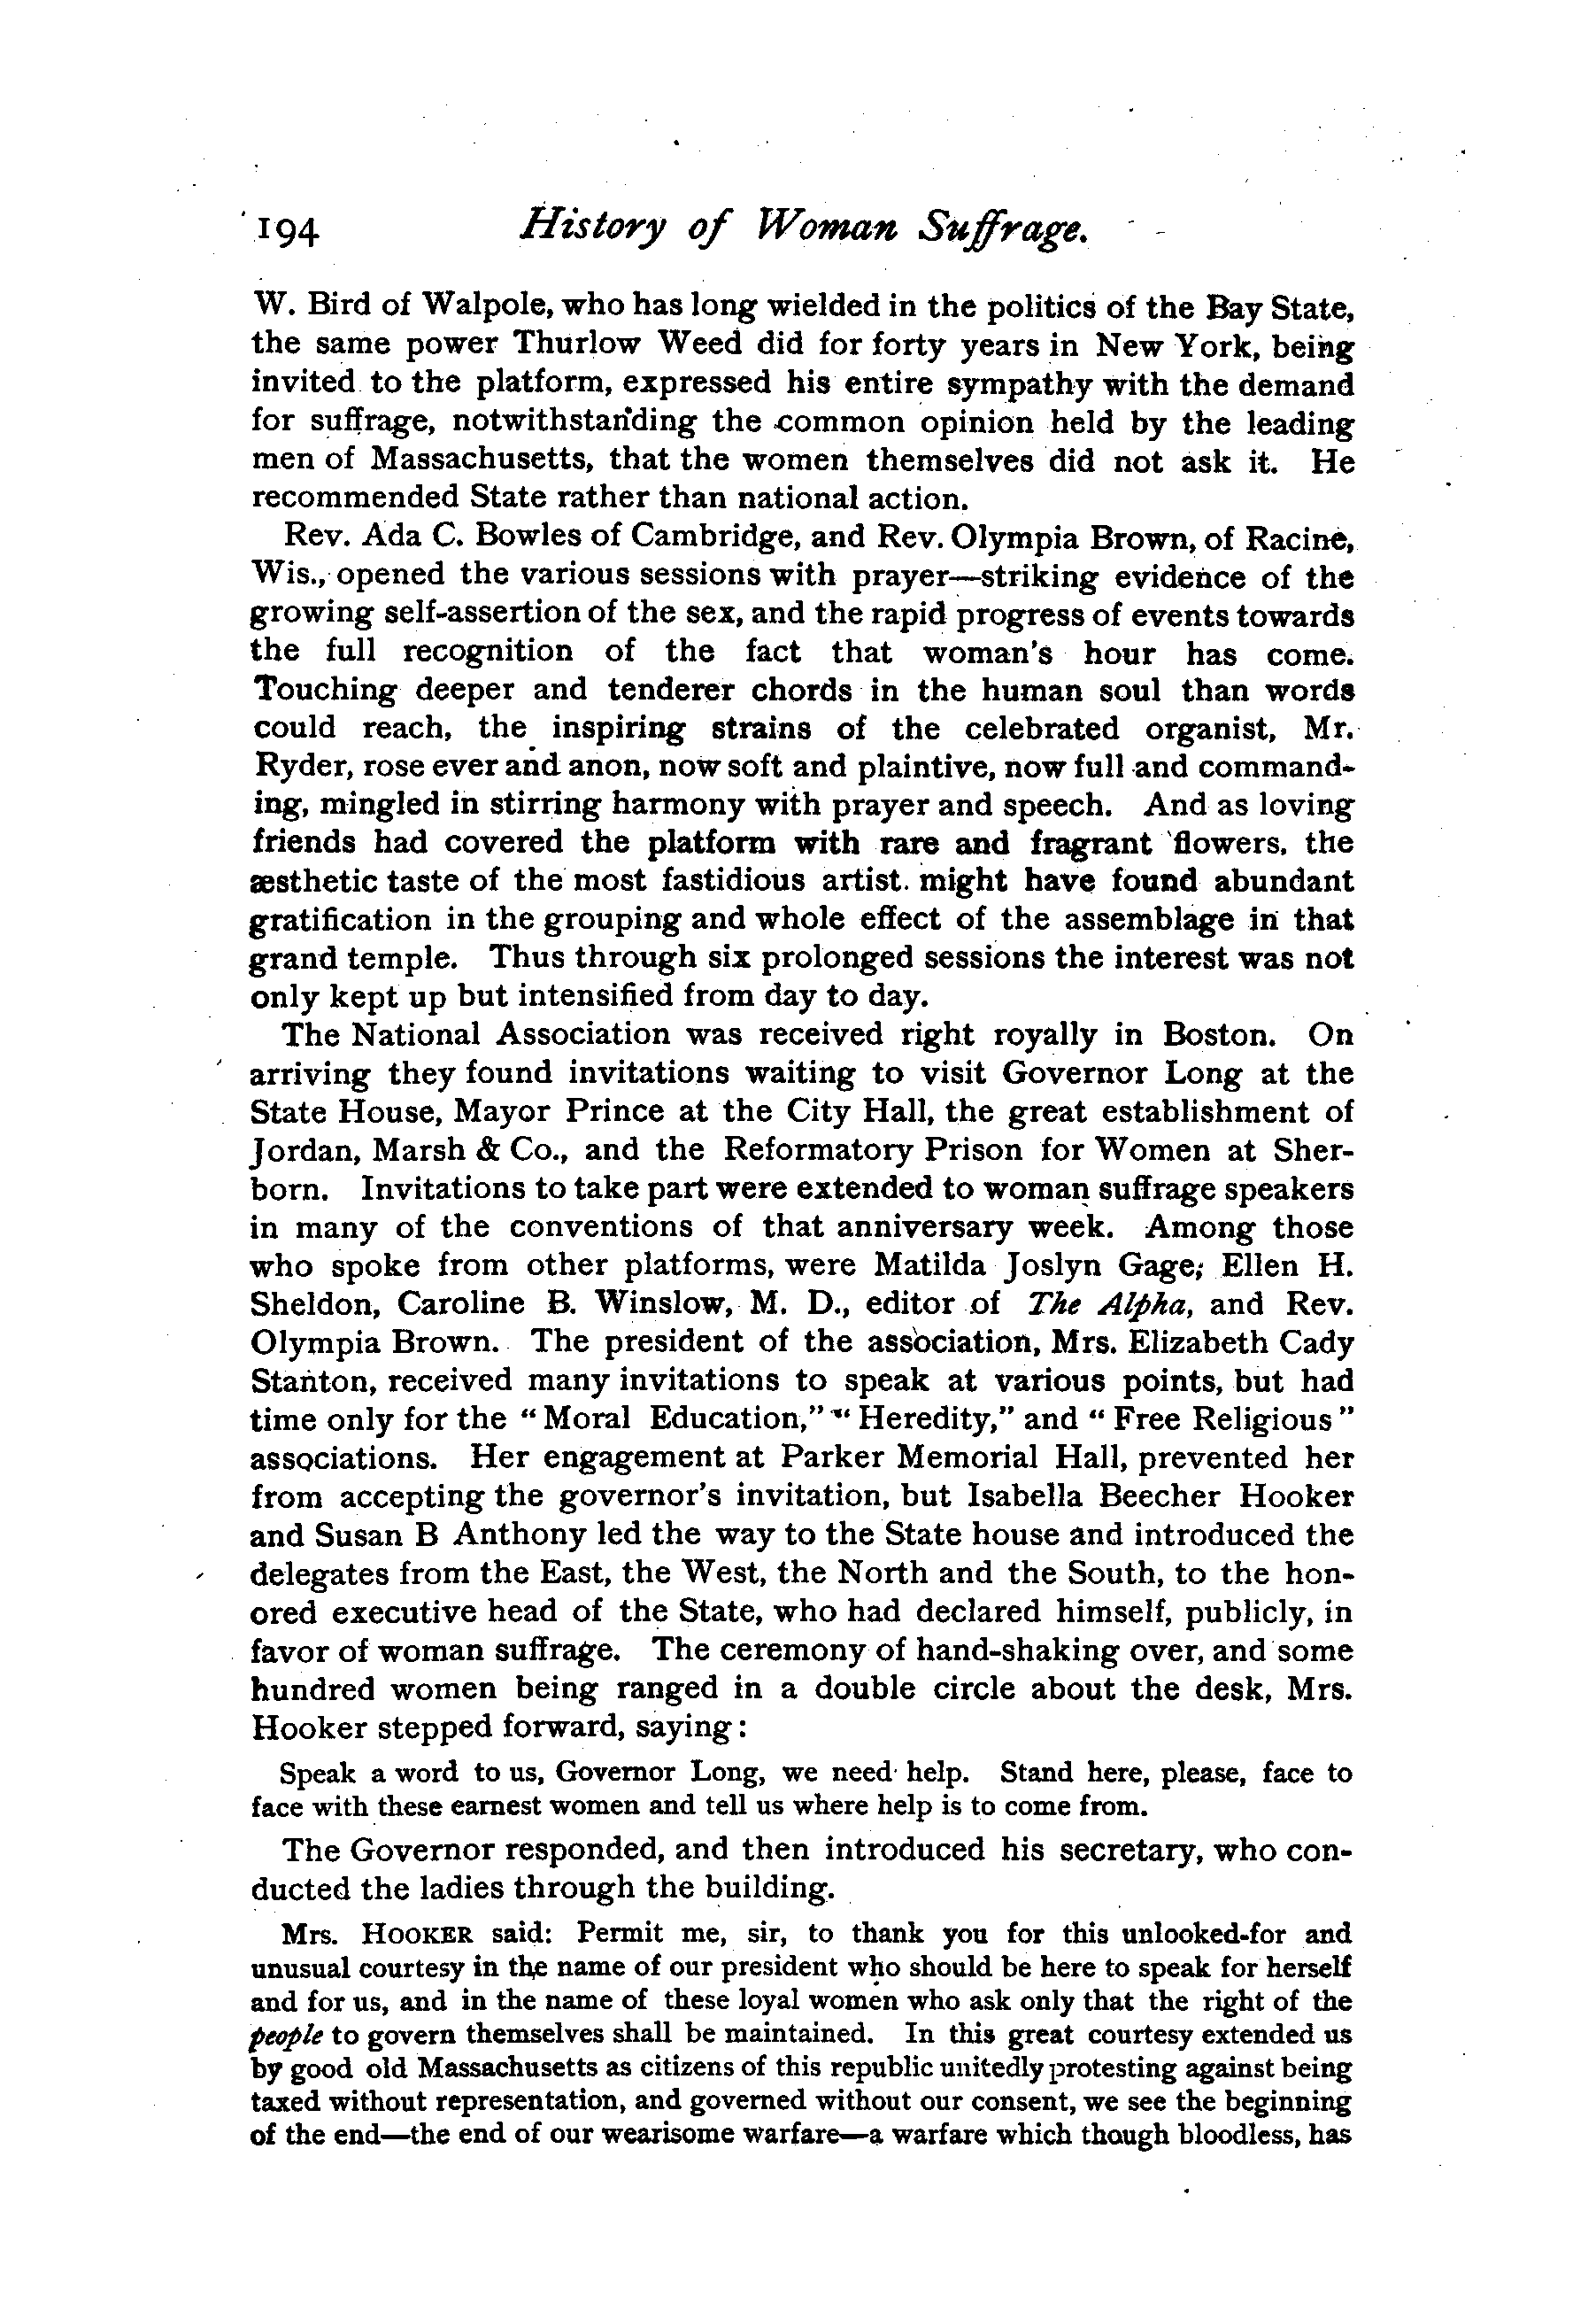 194 History of Woman Suffrage.
W. Bird of Walpole, who has long wielded in the politics of the Bay State,
the same power Thurlow Weed did for forty years in New York, being
invited to the platform, expressed his entire sympathy with the demand
for suffrage, notwithstanding the common opinion held by the leading
men of Massachusetts, that the women themselves did not ask it. He
recommended State rather than national action.
Rev. Ada C. Bowles of Cambridge, and Rev. Olympia Brown, of Racine,
Wis., opened the various sessions with prayer—striking evidence of the
growing self-assertion of the sex, and the rapid progress of events towards
the full recognition of the fact that woman's hour has come.
Touching deeper and tenderer chords in the human soul than words
could reach, the inspiring strains of the celebrated organist, Mr.
Ryder, rose ever and anon, now soft and plaintive, now full and command-
ing, mingled in stirring harmony with prayer and speech. And as loving
friends had covered the platform with rare and fragrant flowers, the
æsthetic taste of the most fastidious artist might have found abundant
gratification in the grouping and whole effect of the assemblage in that
grand temple. Thus through six prolonged sessions the interest was not
only kept up but intensified from day to day.
The National Association was received right royally in Boston. On
arriving they found invitations waiting to visit Governor Long at the
State House, Mayor Prince at the City Hall, the great establishment of
Jordan, Marsh & Co., and the Reformatory Prison for Women at Sher-
born. Invitations to take part were extended to woman suffrage speakers
in many of the conventions of that anniversary week. Among those
who spoke from other platforms, were Matilda Joslyn Gage, Ellen H.
Sheldon, Caroline B. Winslow, M. D., editor of The Alpha, and Rev.
Olympia Brown. The president of the association, Mrs. Elizabeth Cady
Stanton, received many invitations to speak at various points, but had
time only for the "Moral Education," "Heredity," and "Free Religious"
associations. Her engagement at Parker Memorial Hall, prevented her
from accepting the governor's invitation, but Isabella Beecher Hooker
and Susan B Anthony led the way to the State house and introduced the
delegates from the East, the West, the North and the South, to the hon-
ored executive head of the State, who had declared himself, publicly, in
favor of woman suffrage. The ceremony of hand-shaking over, and some
hundred women being ranged in a double circle about the desk, Mrs.
Hooker stepped forward, saying:
Speak a word to us, Governor Long, we need help. Stand here, please, face to
face with these earnest women and tell us where help is to come from.
The Governor responded, and then introduced his secretary, who con-
ducted the ladies through the building.
Mrs. HOOKER said: Permit me, sir, to thank you for this unlooked-for and
unusual courtesy in the name of our president who should be here to speak for herself
and for us, and in the name of these loyal women who ask only that the right of the
people to govern themselves shall be maintained. In this great courtesy extended us
by good old Massachusetts as citizens of this republic unitedly protesting against being
taxed without representation, and governed without our consent, we see the beginning
of the end—the end of our wearisome warfare—a warfare which though bloodless, has